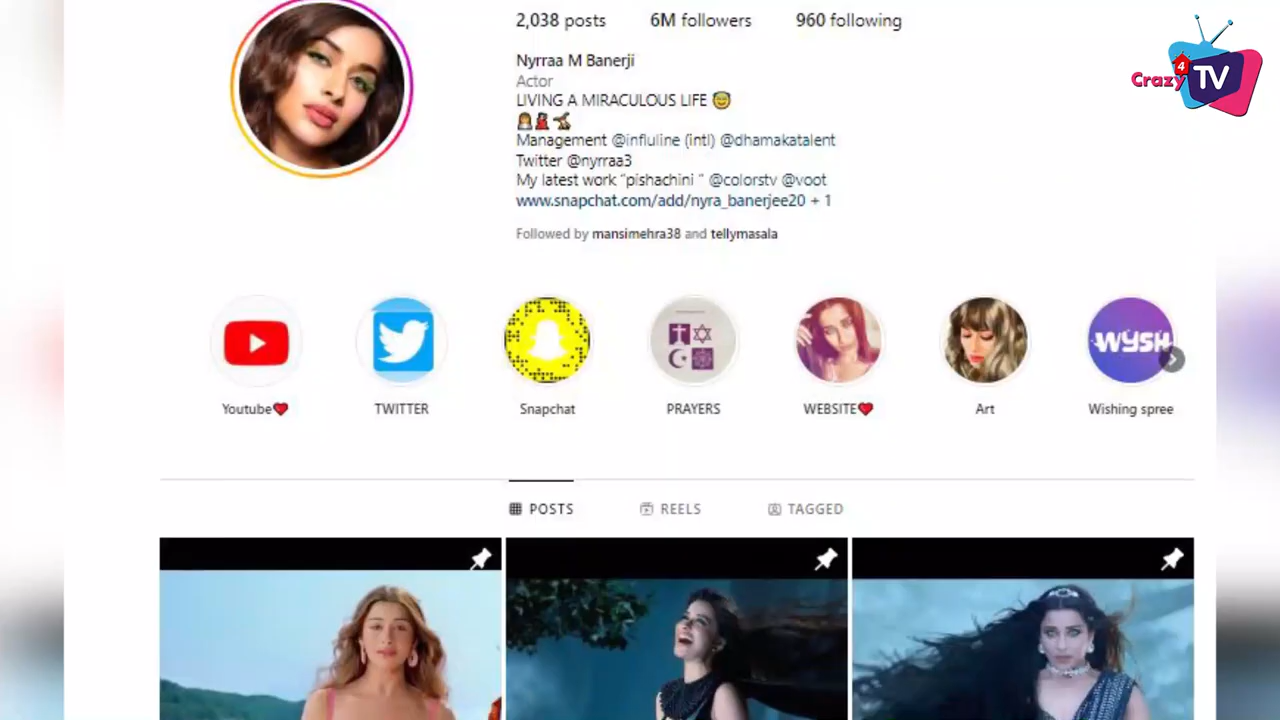 2,038 posts 6M followers 960 following
Nyrraa M Banerji
Actor
LIVING A MIRACULOUS LIFE 😇
Management @influline (intl) @dhamakatalent
Twitter @nyrraa3
My latest work “pishachini ” @colorstv @voot
www.snapchat.com/add/nyra_banerjee20 + 1
Followed by mansimehra38 and tellymasala
Crazy 4 TV
WYSH
Youtube❤️ TWITTER Snapchat PRAYERS WEBSITE❤️ Art Wishing spree
POSTS REELS TAGGED